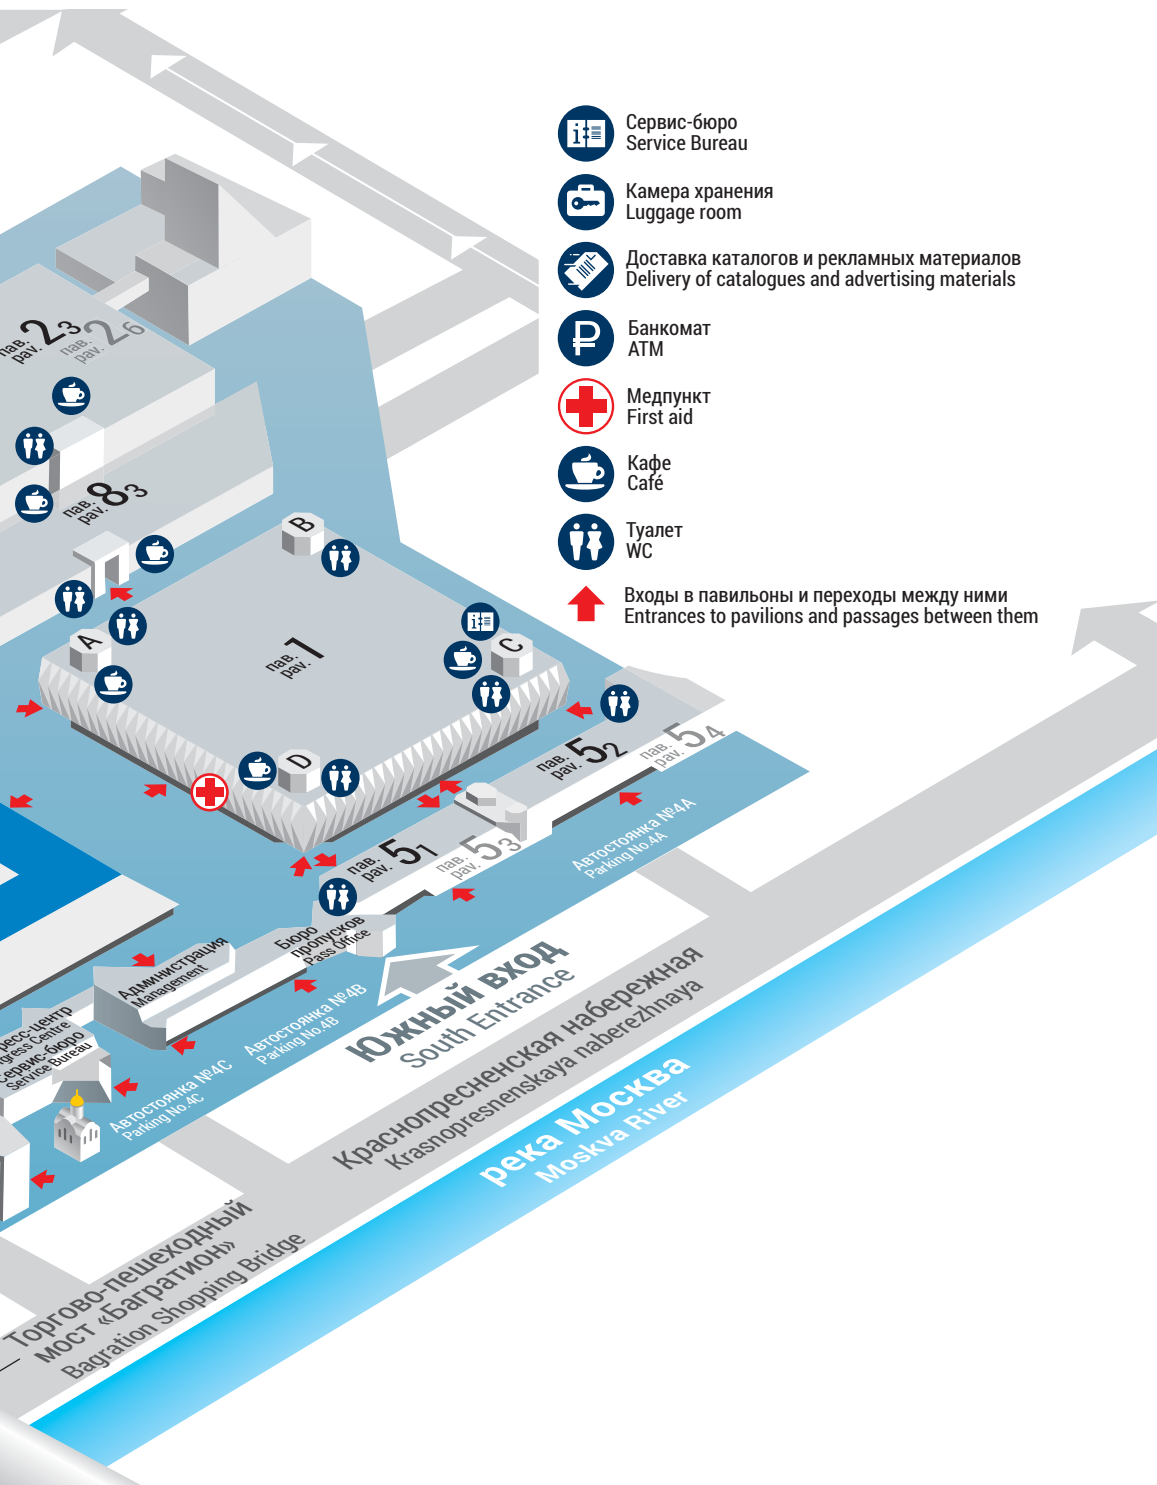 Сервис-бюро
Service Bureau
Камера хранения
Luggage room
Доставка каталогов и рекламных материалов
Delivery of catalogues and advertising materials
Банкомат
ATM
Медпункт
First aid
Кафе
Café
Туалет
WC
Входы в павильоны и переходы между ними
Entrances to pavilions and passages between them
пав. 2 3
pav.
пав. 2 6
pav.
пав. 8 3
pav.
B
A
пав. 1
pav.
C
D
пав. 5 2
pav.
пав. 5 4
pav.
пав. 5 1
pav.
пав. 5 3
pav.
Автостоянка №4А
Parking No.4A
Бюро
пропусков
Pass Office
Администрация
Management
Сервис-бюро
Service Bureau
Автостоянка №4В
Parking No.4B
Автостоянка №4С
Parking No.4C
Южный вход
South Entrance
Краснопресненская набережная
Krasnopresnenskaya naberezhnaya
река Москва
Moskva River
Торгово-пешеходный
мост «Багратион»
Bagration Shopping Bridge